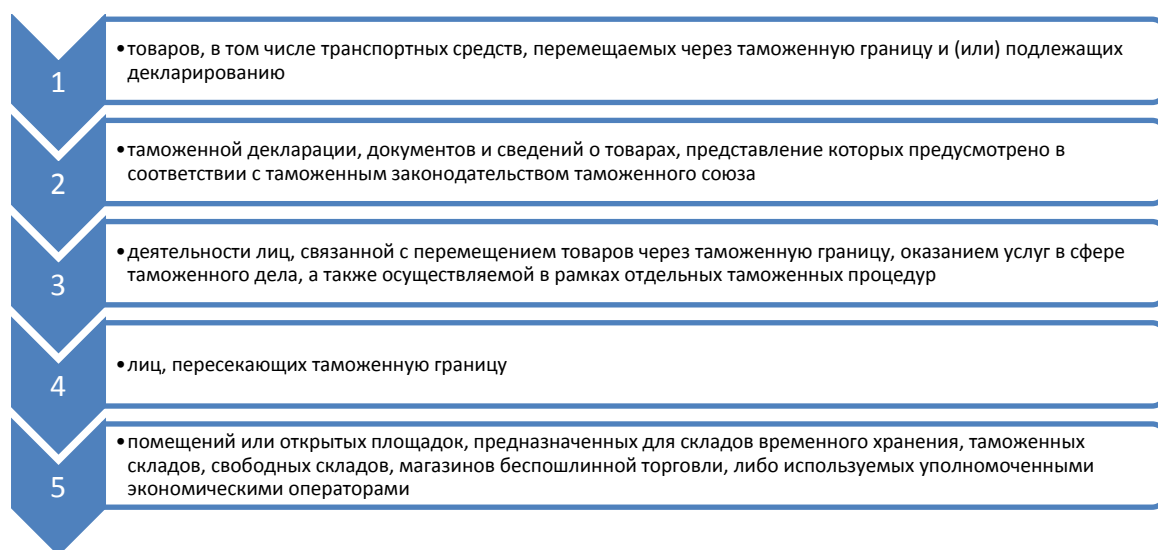 1
•товаров, в том числе транспортных средств, перемещаемых через таможенную границу и (или) подлежащих
декларированию
2
•таможенной декларации, документов и сведений о товарах, представление которых предусмотрено в
соответствии с таможенным законодательством таможенного союза
3
•деятельности лиц, связанной с перемещением товаров через таможенную границу, оказанием услуг в сфере
таможенного дела, а также осуществляемой в рамках отдельных таможенных процедур
4
•лиц, пересекающих таможенную границу
5
•помещений или открытых площадок, предназначенных для складов временного хранения, таможенных
складов, свободных складов, магазинов беспошлинной торговли, либо используемых уполномоченными
экономическими операторами